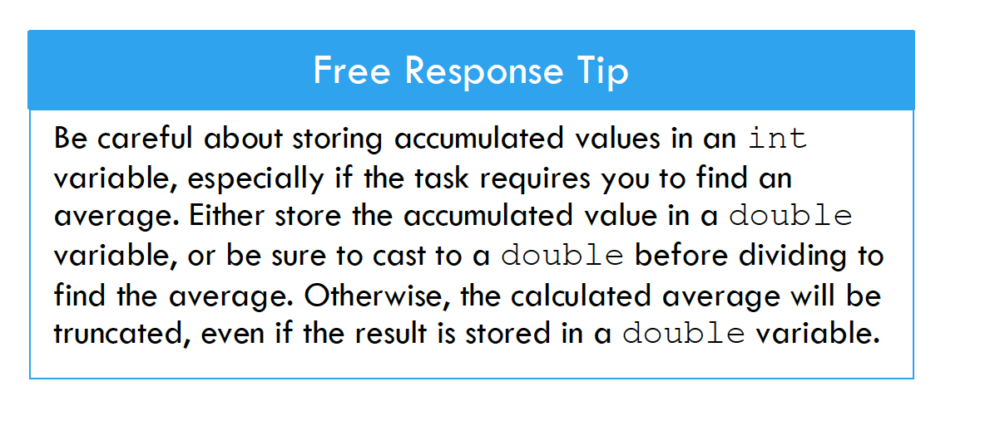 Free Response Tip
Be careful about storing accumulated values in an int
variable, especially if the task requires you to find an
average. Either store the accumulated value in a double
variable, or be sure to cast to a double before dividing to
find the average. Otherwise, the calculated average will be
truncated, even if the result is stored in a double variable.